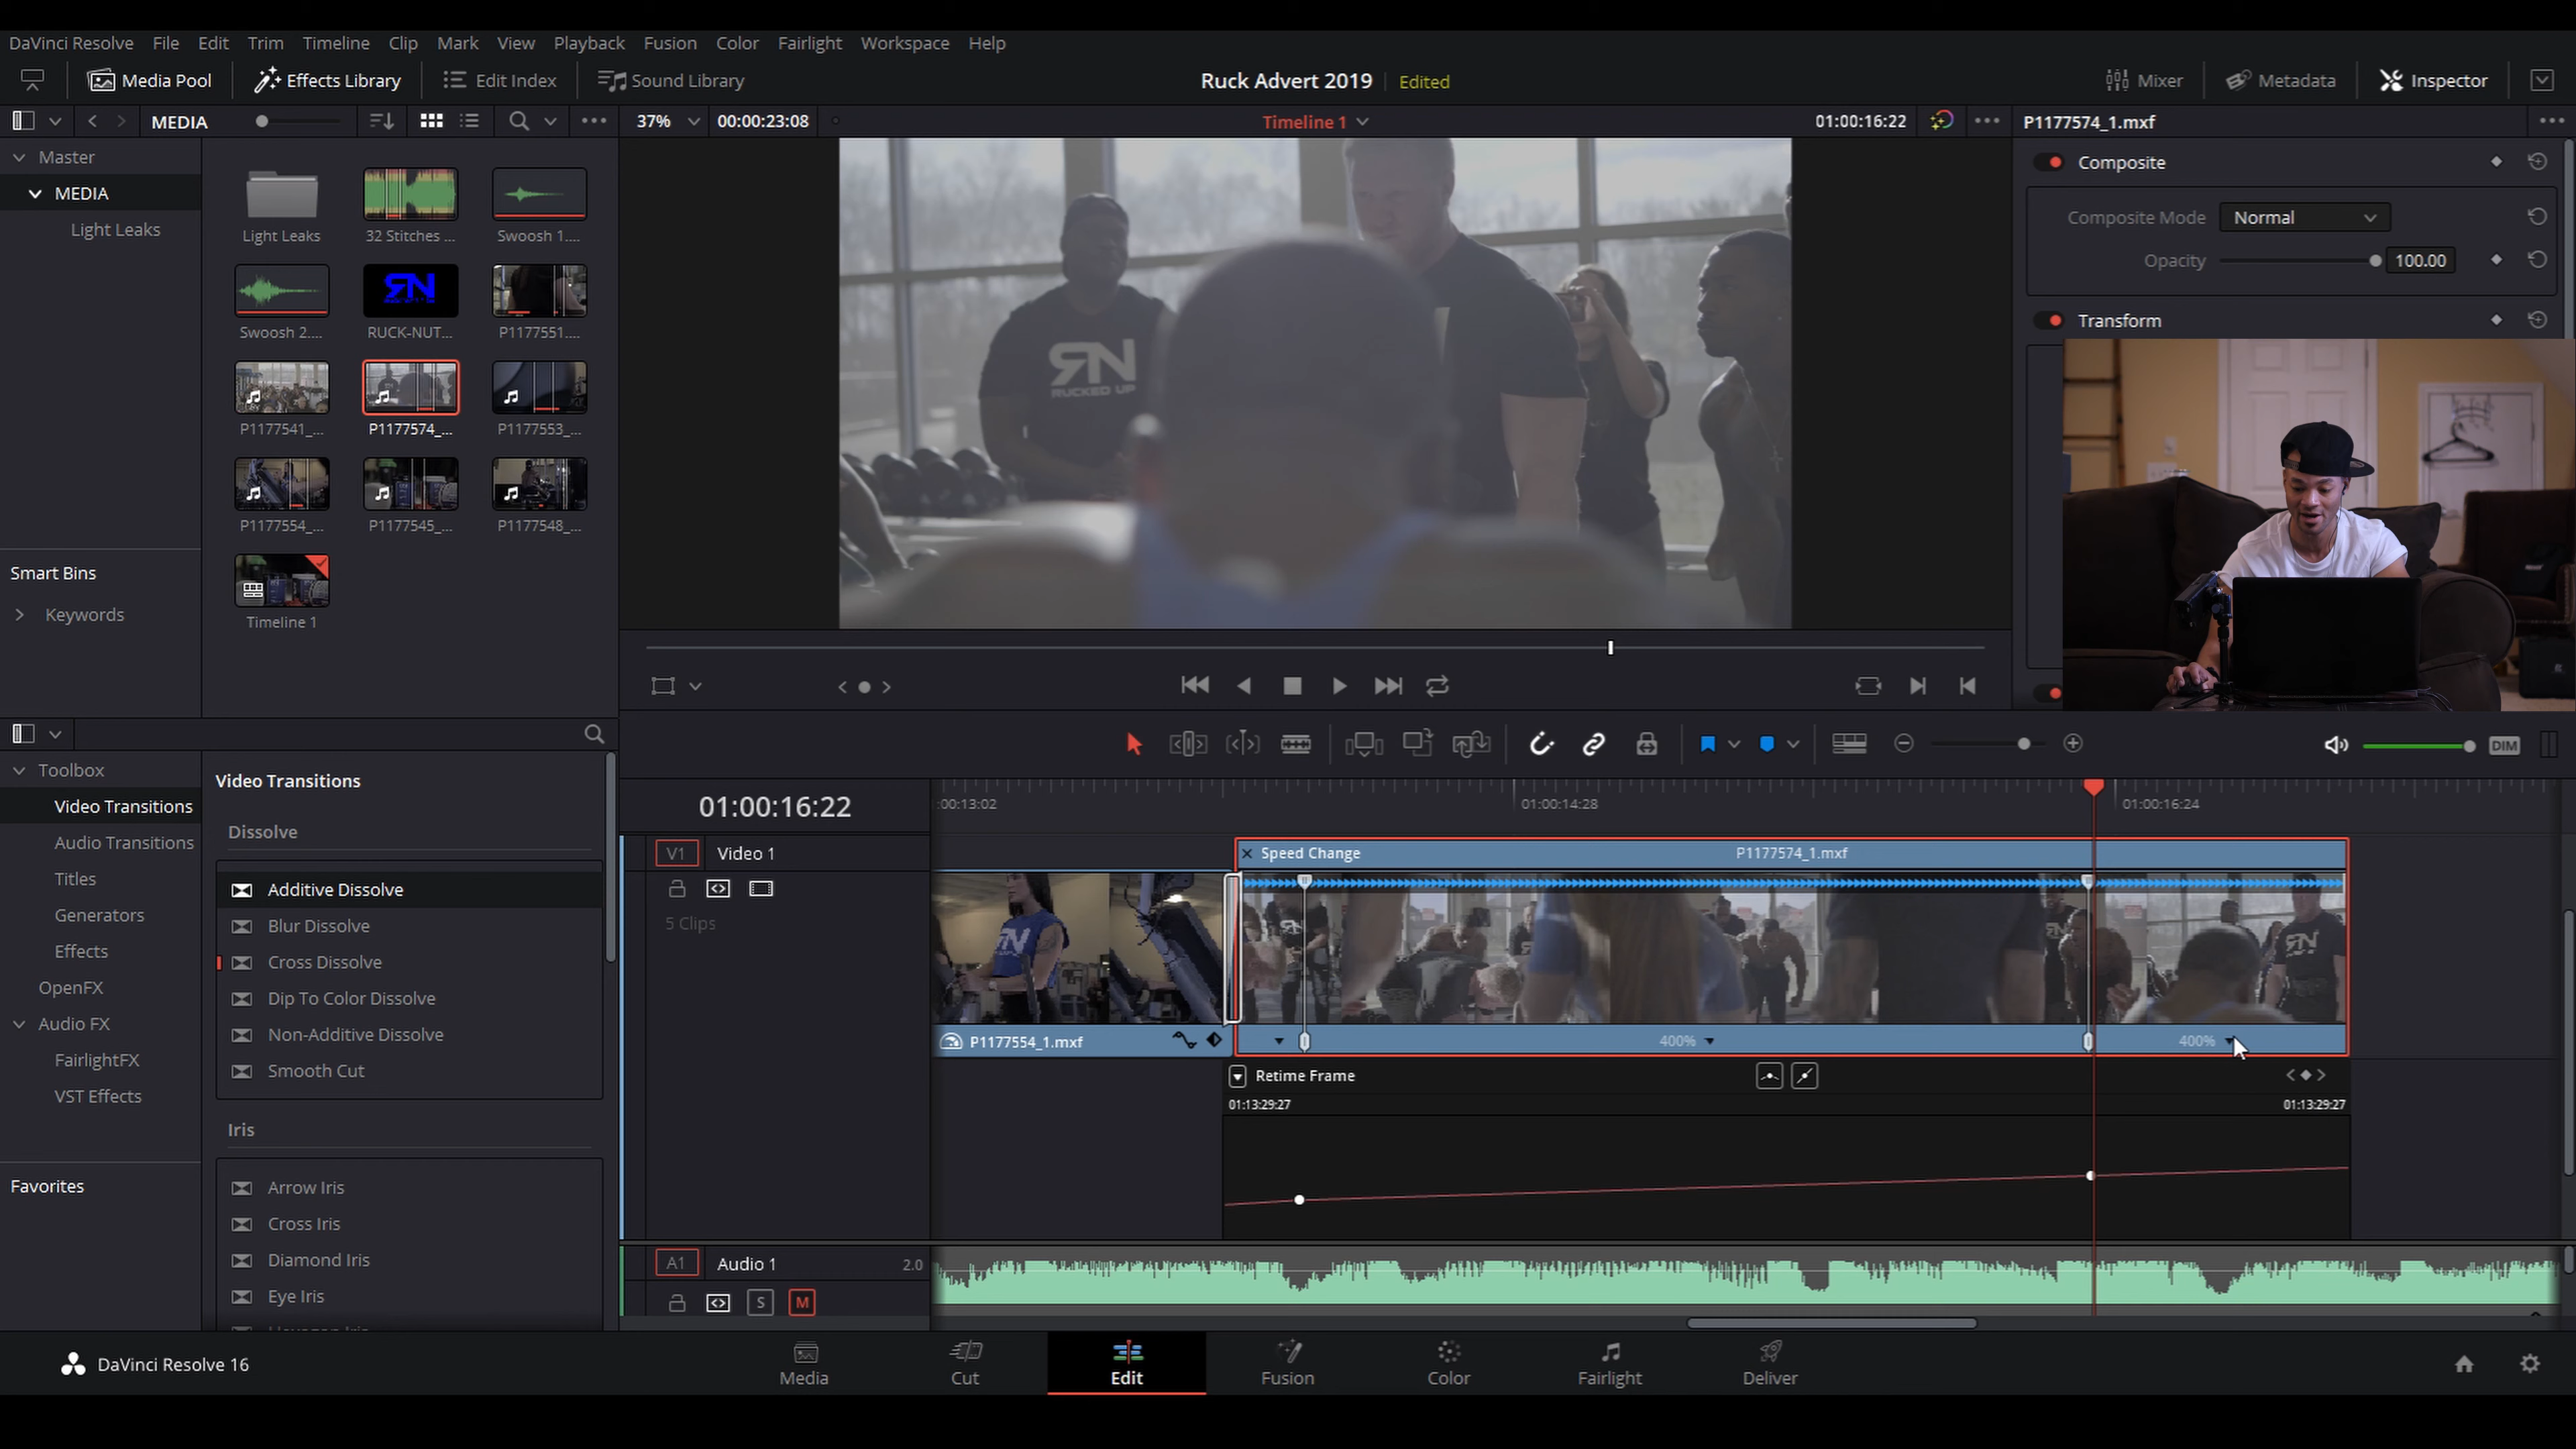 DaVinci Resolve File Edit Trim Timeline Clip Mark View Playback Fusion Color Fairlight Workspace Help
Media Pool Effects Library Edit Index Sound Library Ruck Advert 2019 Edited Mixer Metadata Inspector
MEDIA 37% 00:00:23:08 Timeline 1 01:00:16:22 P1177574_1.mxf
Master
MEDIA
Light Leaks
Smart Bins
Keywords
Light Leaks 32 Stitches ... Swoosh 1....
RN
Swoosh 2.... RUCK-NUT... P1177551....
P1177541_... P1177574_... P1177553_...
P1177554_... P1177545_... P1177548_...
Timeline 1
RN
RUCKED UP
Composite
Composite Mode Normal
Opacity 100.00
Transform
DIM
Toolbox
Video Transitions
Audio Transitions
Titles
Generators
Effects
OpenFX
Audio FX
FairlightFX
VST Effects
Favorites
Video Transitions
Dissolve
Additive Dissolve
Blur Dissolve
Cross Dissolve
Dip To Color Dissolve
Non-Additive Dissolve
Smooth Cut
Iris
Arrow Iris
Cross Iris
Diamond Iris
Eye Iris
01:00:16:22 :00:13:02 01:00:14:28 01:00:16:24
V1 Video 1
5 Clips
Speed Change P1177574_1.mxf
RN
RN
P1177554_1.mxf 400% 400%
Retime Frame
01:13:29:27 01:13:29:27
A1 Audio 1 2.0
S M
DaVinci Resolve 16 Media Cut Edit Fusion Color Fairlight Deliver